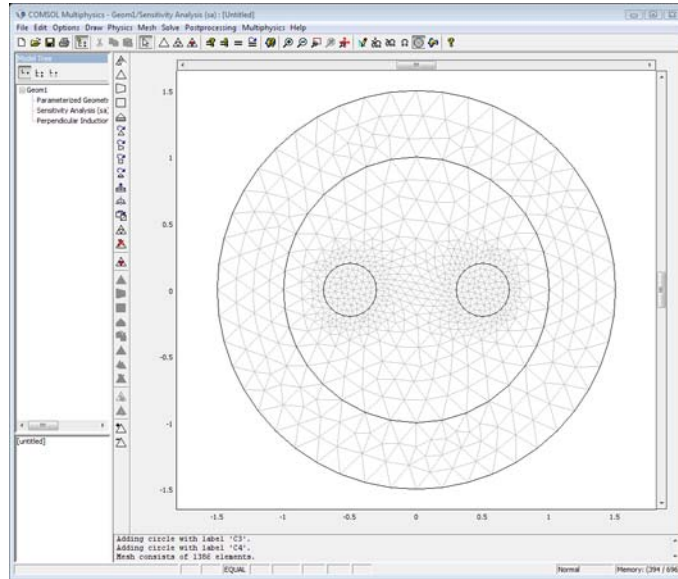 COMSOL Multiphysics - Geom1/Sensitivity Analysis (sa) : [Untitled]
File Edit Options Draw Physics Mesh Solve Postprocessing Multiphysics Help
Model Tree
Geom1
Parameterized Geometr
Sensitivity Analysis (sa)
Perpendicular Induction
[untitled]
1.5
1
0.5
0
-0.5
-1
-1.5
-1.5 -1 -0.5 0 0.5 1 1.5
Adding circle with label 'C3'.
Adding circle with label 'C4'.
Mesh consists of 1386 elements.
EQUAL Normal Memory: (394 / 696